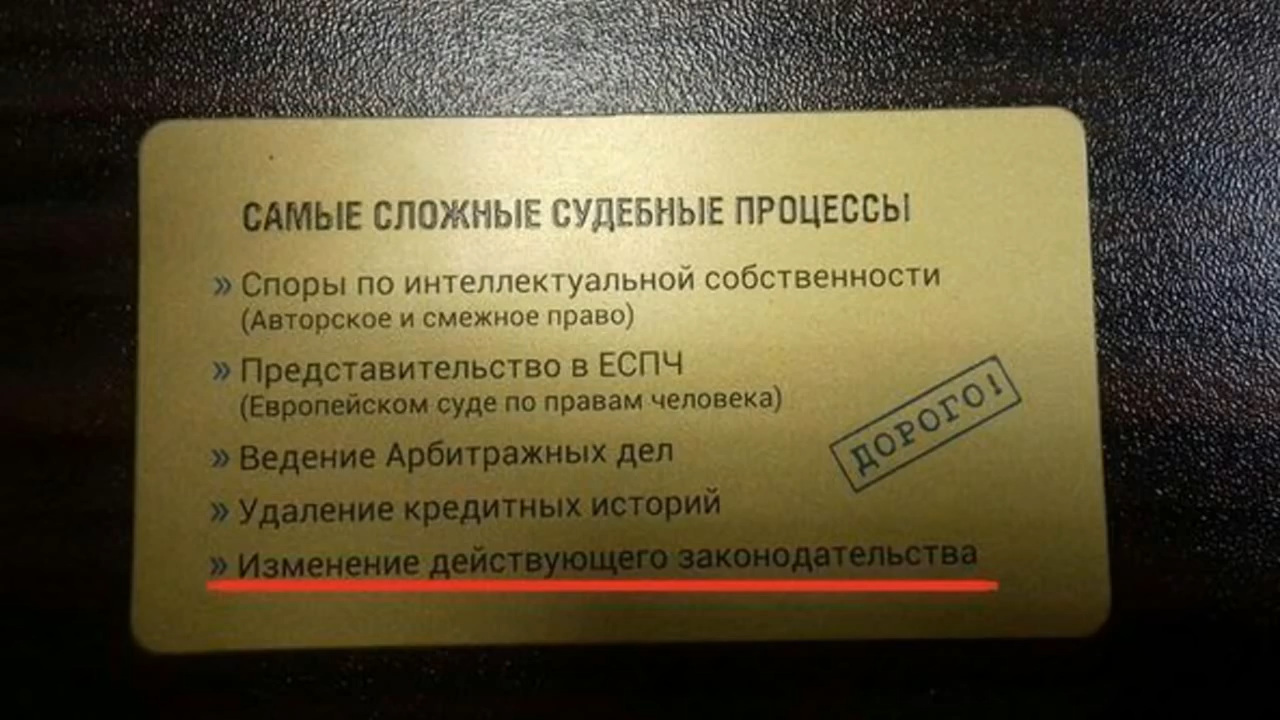 САМЫЕ СЛОЖНЫЕ СУДЕБНЫЕ ПРОЦЕССЫ
» Споры по интеллектуальной собственности
(Авторское и смежное право)
» Представительство в ЕСПЧ
(Европейском суде по правам человека)
» Ведение Арбитражных дел
» Удаление кредитных историй
» Изменение действующего законодательства
ДОРОГО!